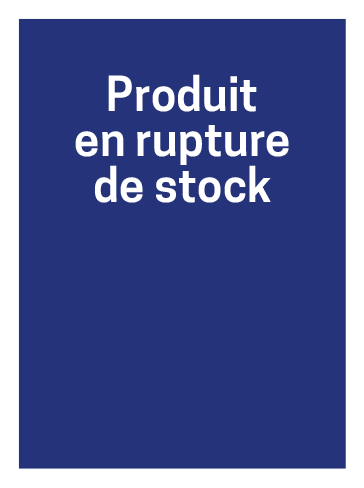 Produit
en rupture
de stock